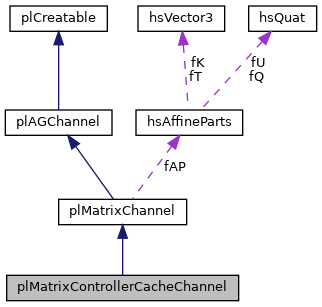 plCreatable
hsVector3
hsQuat
fK
fT
fU
fQ
plAGChannel
hsAffineParts
fAP
plMatrixChannel
plMatrixControllerCacheChannel